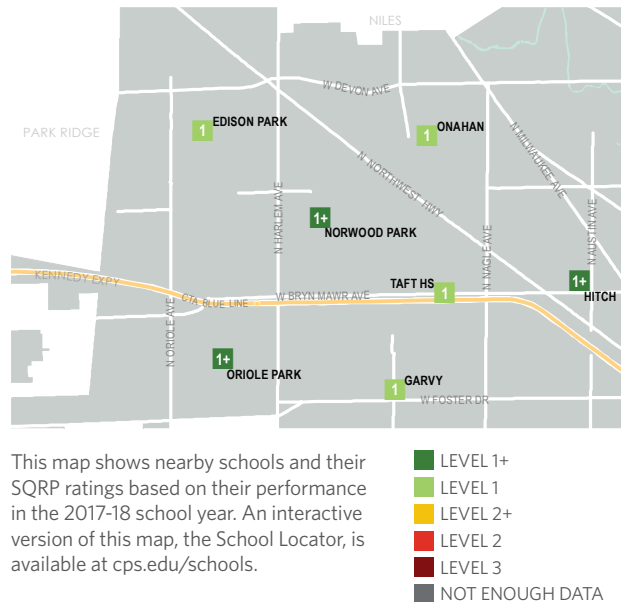 NILES
W DEVON AVE
1
EDISON PARK
1
ONAHAN
PARK RIDGE
N MILWAUKEE AVE
N NORTHWEST HWY
N HARLEM AVE
1+
NORWOOD PARK
N NAGLE AVE
N AUSTIN AVE
KENNEDY EXPY
TAFT HS
1
1+
HITCH
CTA BLUE LINE
W BRYN MAWR AVE
N ORIOLE AVE
1+
ORIOLE PARK
1
GARVY
W FOSTER DR
This map shows nearby schools and their
SQRP ratings based on their performance
in the 2017-18 school year. An interactive
version of this map, the School Locator, is
available at cps.edu/schools.
LEVEL 1+
LEVEL 1
LEVEL 2+
LEVEL 2
LEVEL 3
NOT ENOUGH DATA